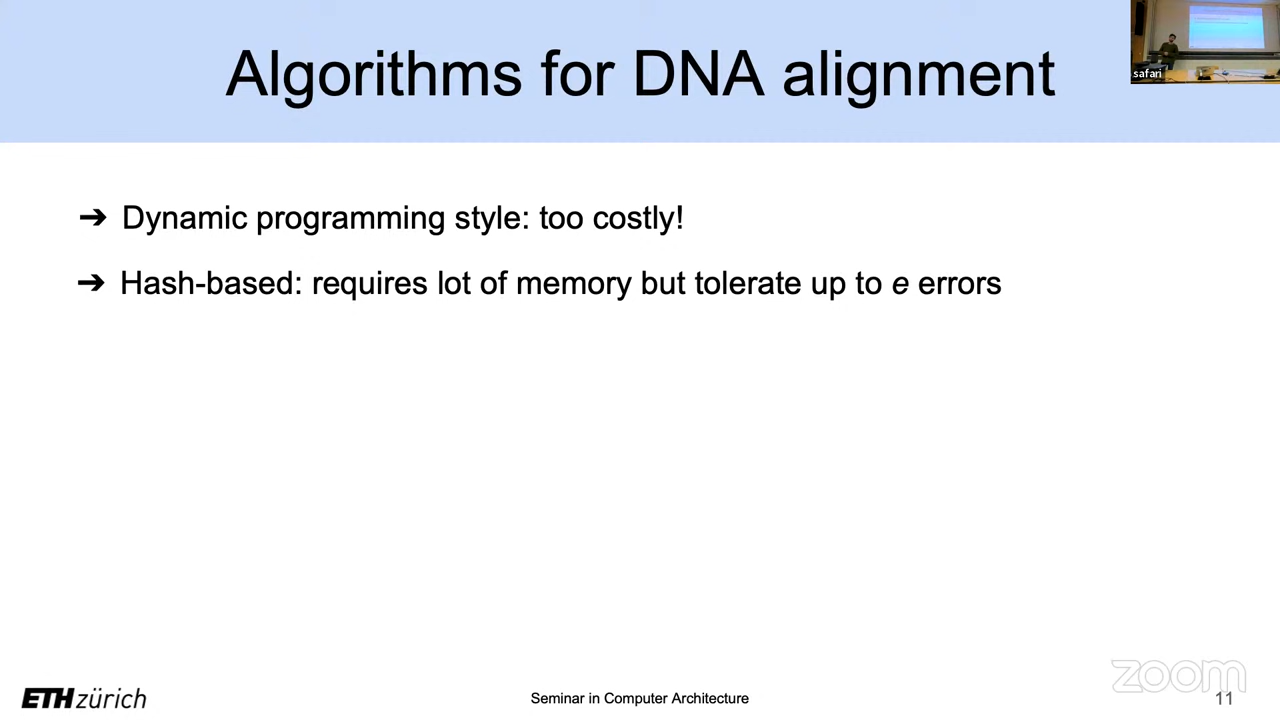 Algorithms for DNA alignment
safari
➔ Dynamic programming style: too costly!
➔ Hash-based: requires lot of memory but tolerate up to e errors
zoom
ETH zürich
Seminar in Computer Architecture
11